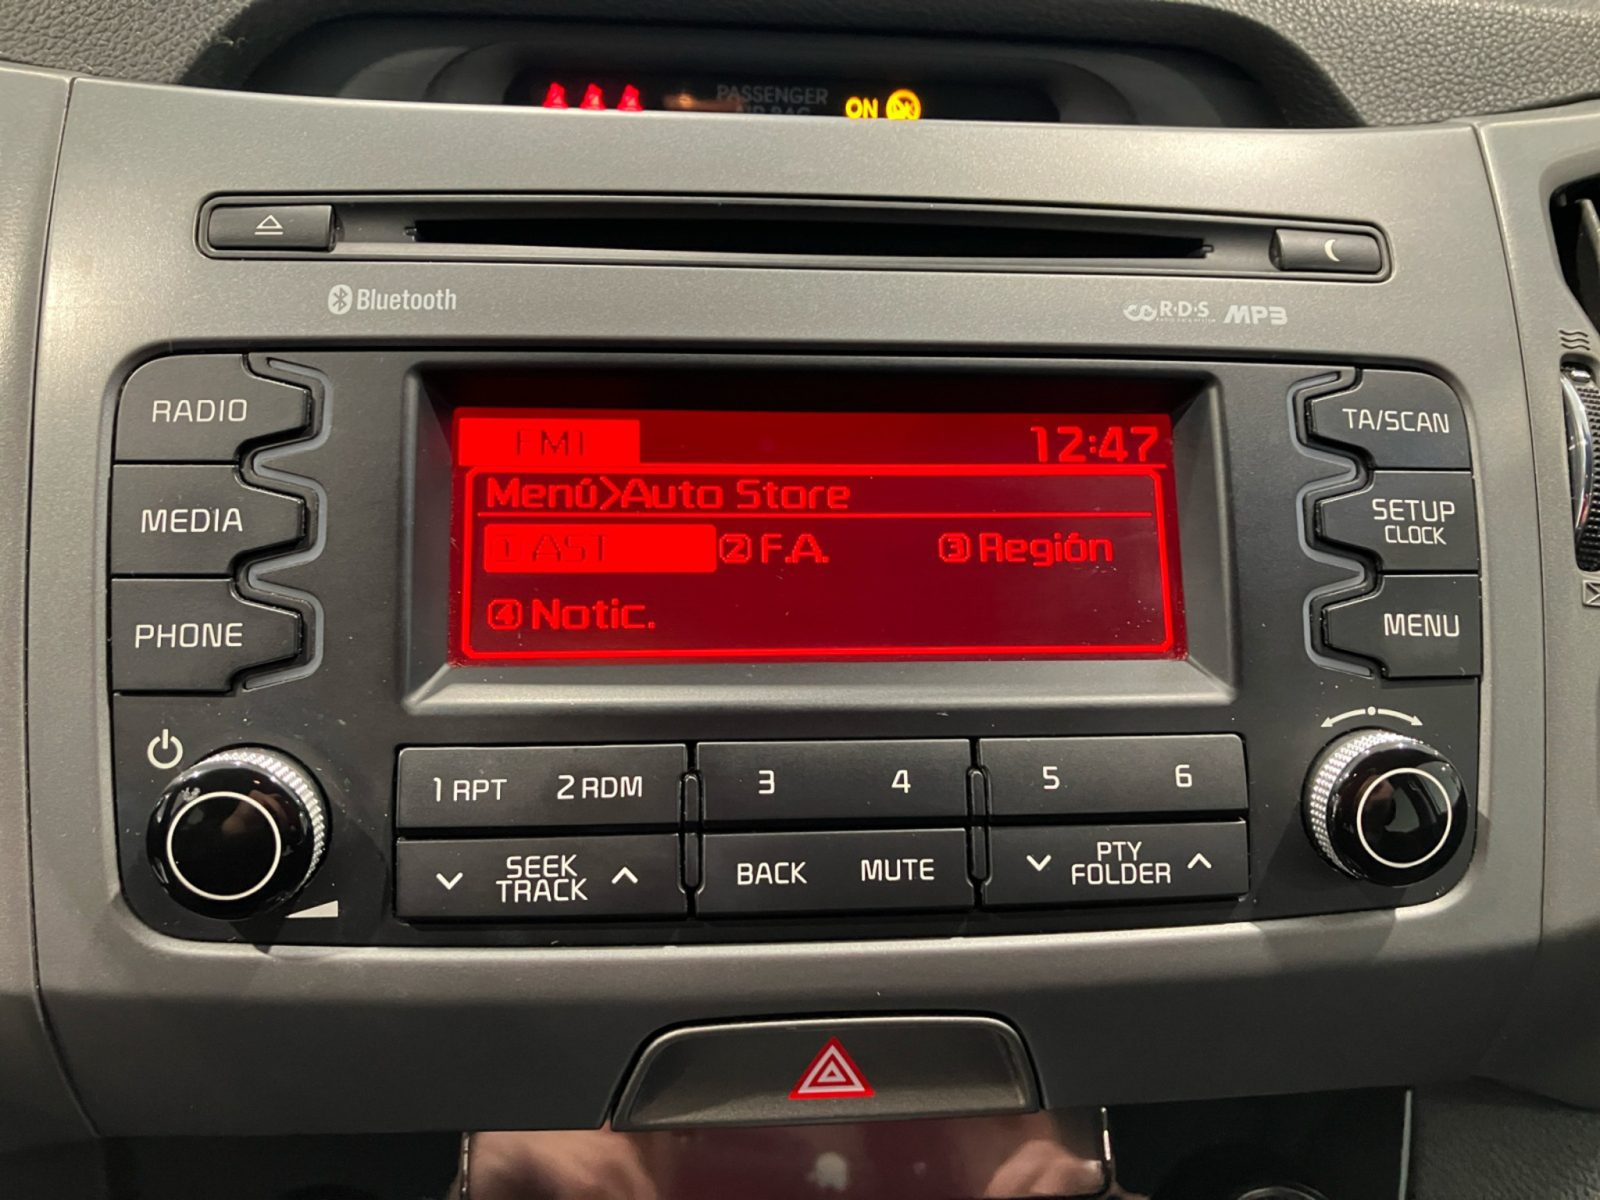 PASSENGER
ON
Bluetooth
R·D·S MP3
RADIO
MEDIA
PHONE
FM1 12:47
Menú>Auto Store
1 AST 2 F.A. 3 Región
4 Notic.
TA/SCAN
SETUP
CLOCK
MENU
1 RPT 2 RDM 3 4 5 6
SEEK
TRACK
BACK MUTE
PTY
FOLDER